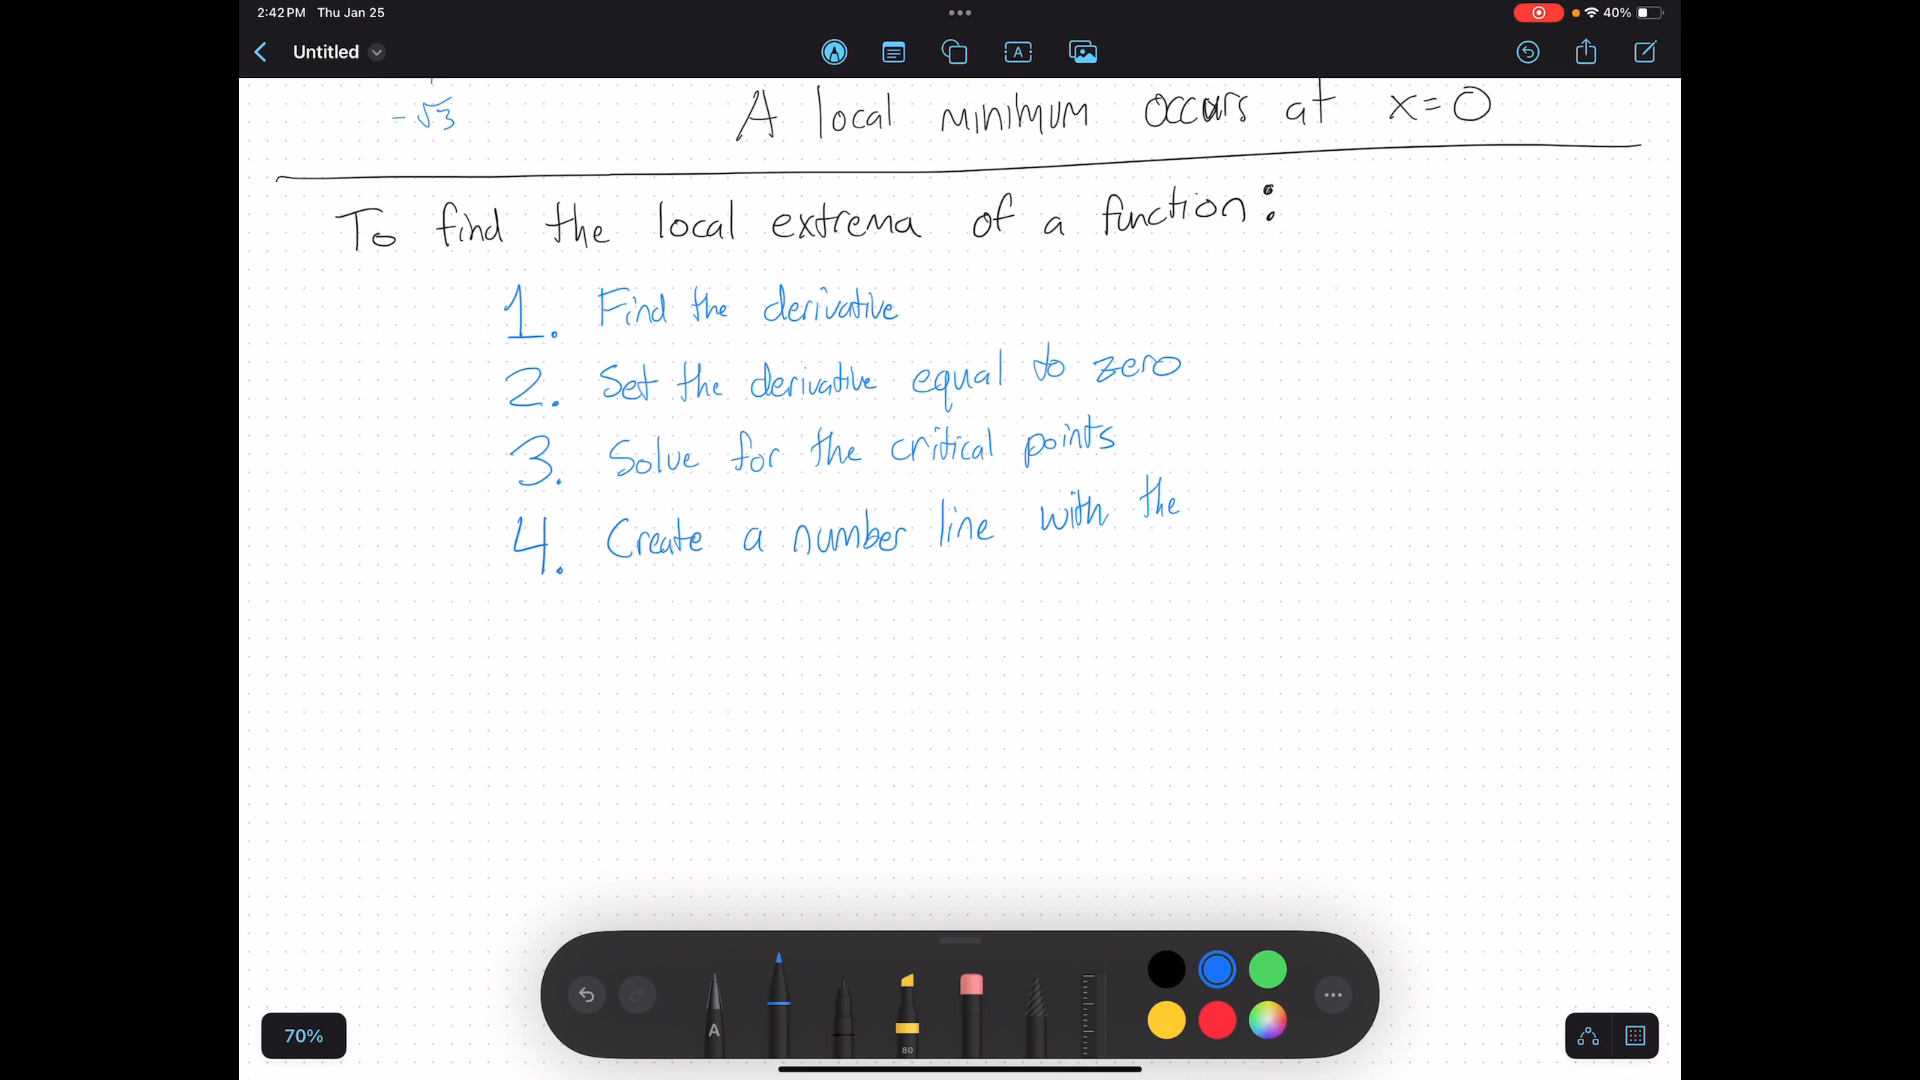 2:42 PM Thu Jan 25
40%
Untitled
A
-√3
A local minimum occurs at x=0
To find the local extrema of a function:
1. Find the derivative
2. Set the derivative equal to zero
3. Solve for the critical points
4. Create a number line with the
A
80
70%